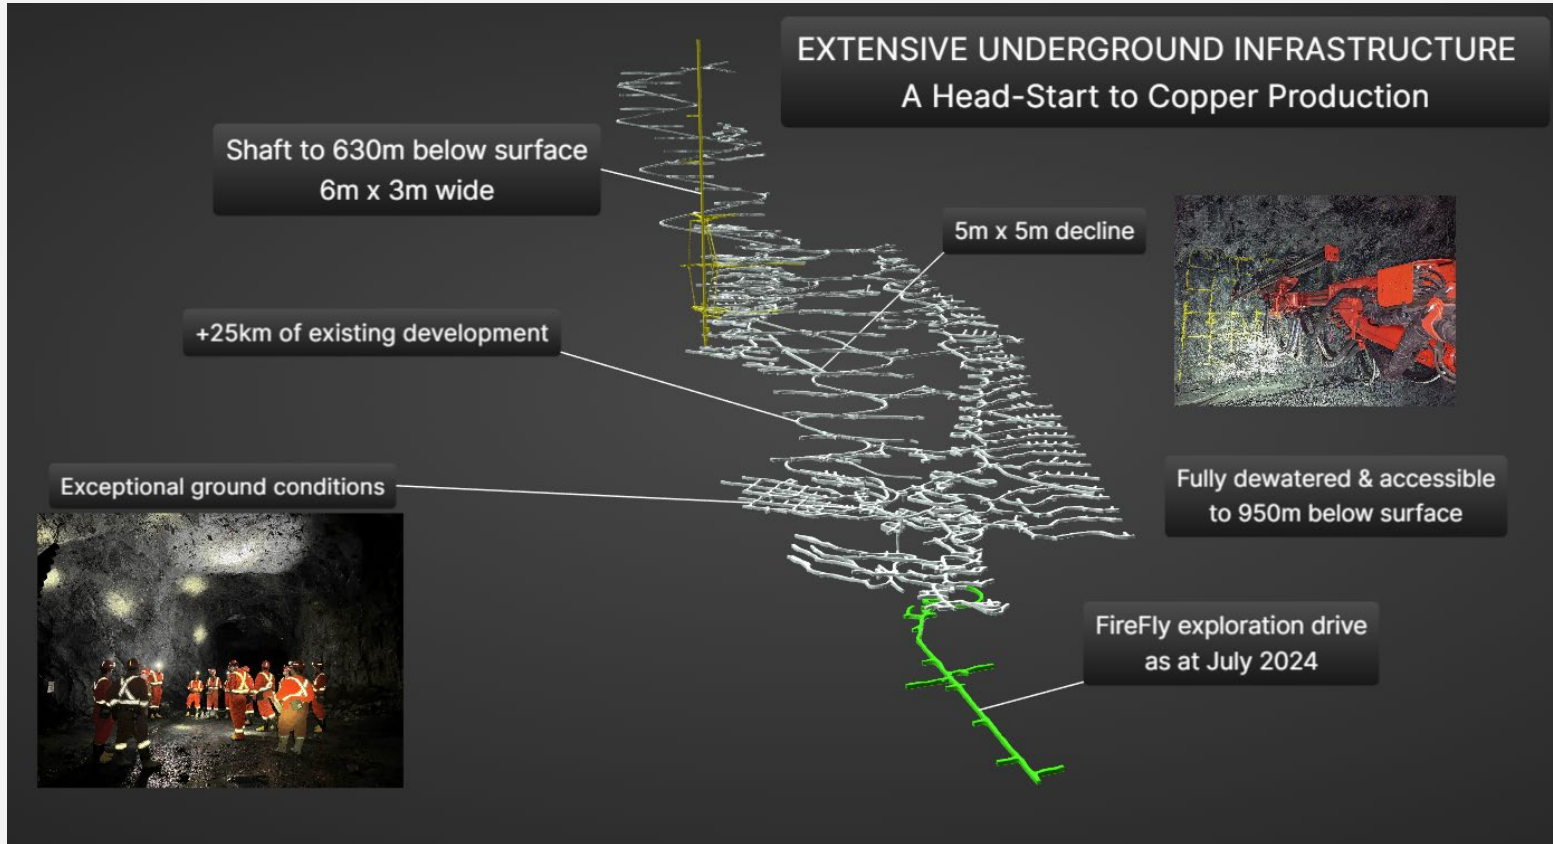 EXTENSIVE UNDERGROUND INFRASTRUCTURE
A Head-Start to Copper Production
Shaft to 630m below surface
6m x 3m wide
5m x 5m decline
+25km of existing development
Exceptional ground conditions
Fully dewatered & accessible
to 950m below surface
FireFly exploration drive
as at July 2024